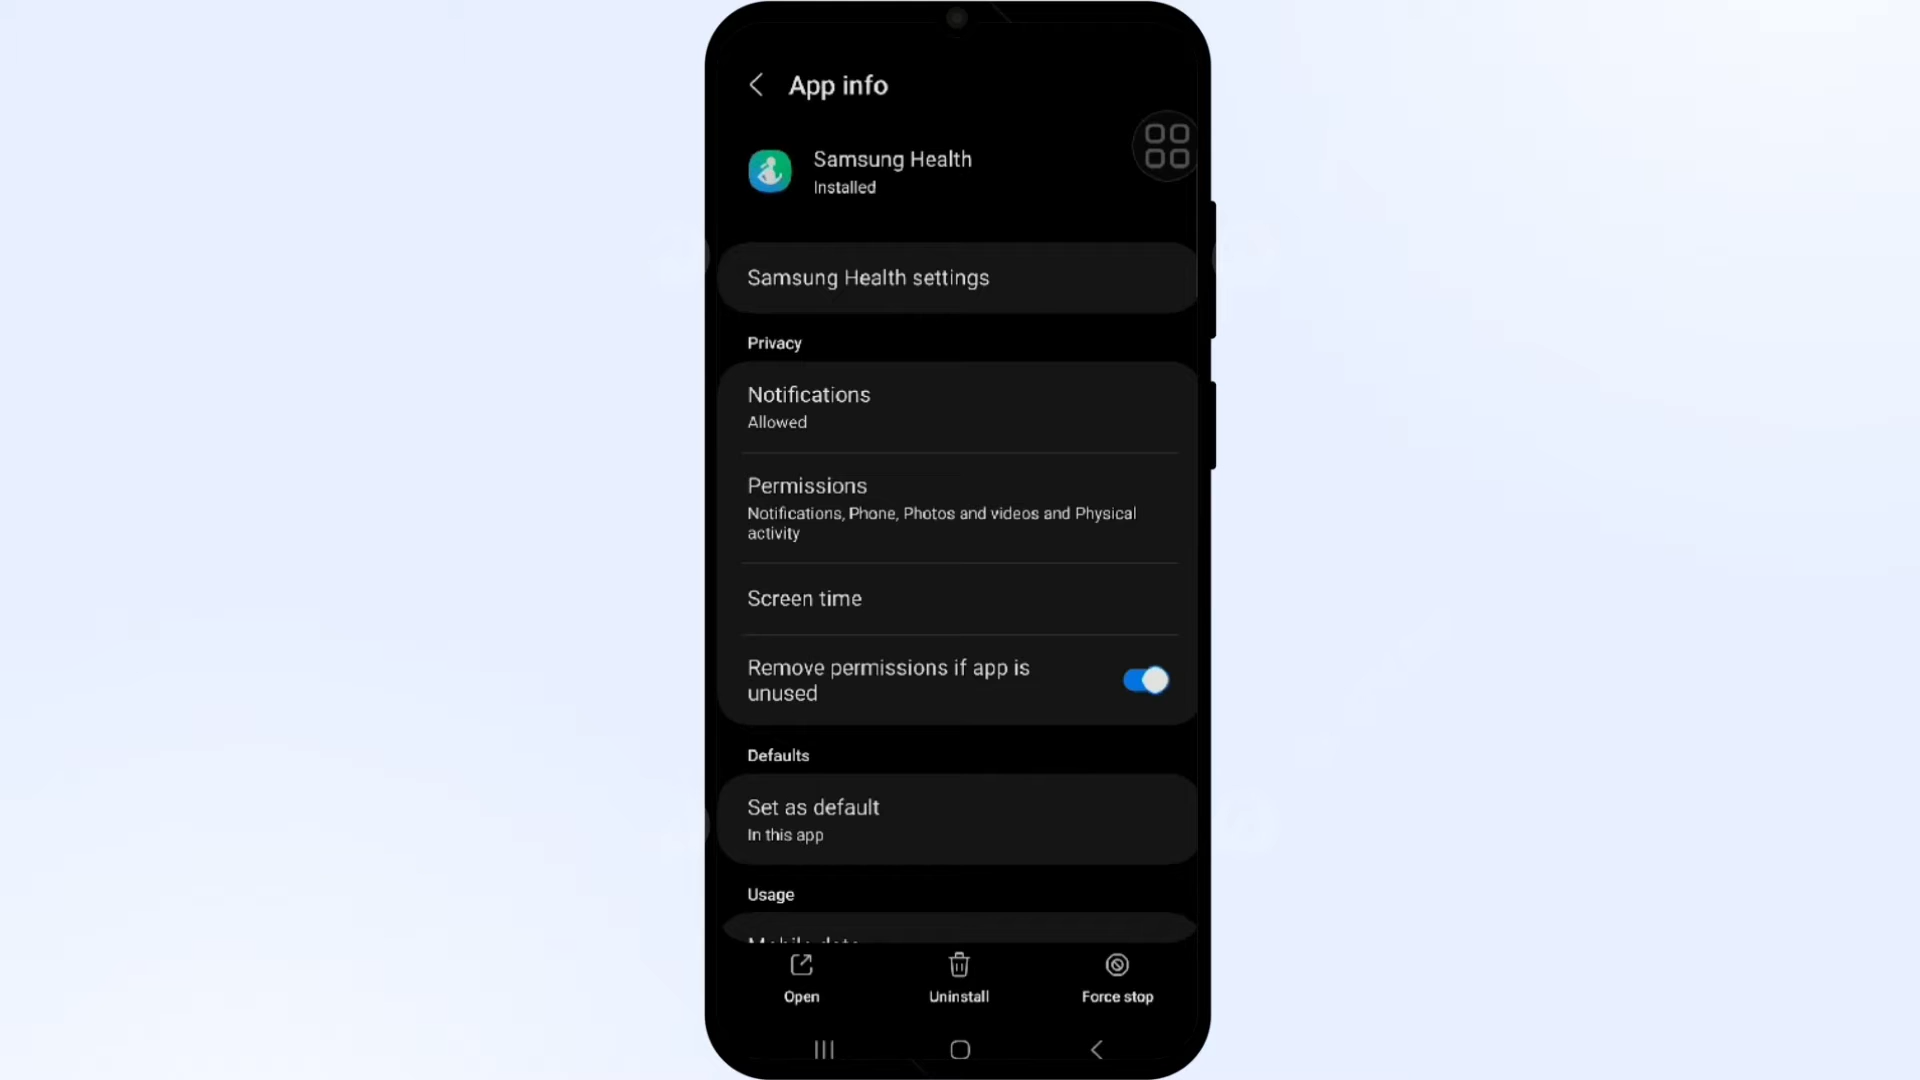 App info
Samsung Health
Installed
Samsung Health settings
Privacy
Notifications
Allowed
Permissions
Notifications, Phone, Photos and videos and Physical
activity
Screen time
Remove permissions if app is
unused
Defaults
Set as default
In this app
Usage
Mobile data
Open
Uninstall
Force stop